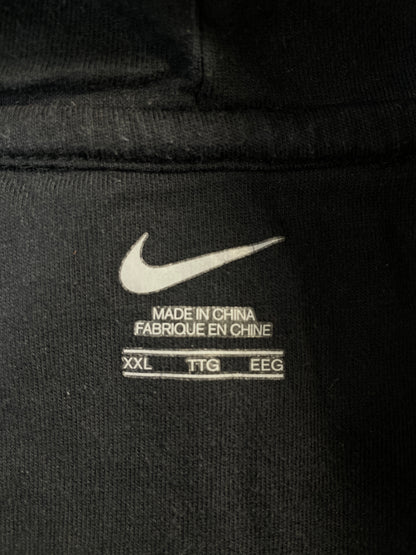 MADE IN CHINA
FABRIQUE EN CHINE
XXL TTG EEG